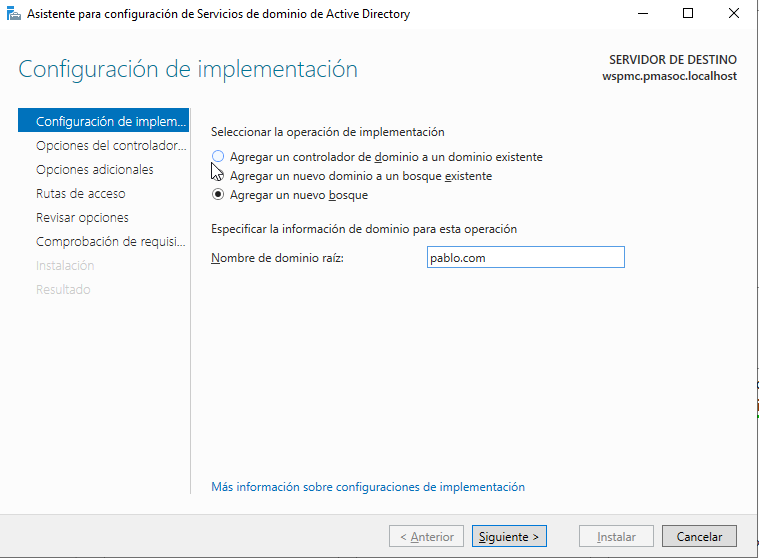 Asistente para configuración de Servicios de dominio de Active Directory
Configuración de implementación
SERVIDOR DE DESTINO
wspmc.pmasoc.localhost
Configuración de implem...
Opciones del controlador...
Opciones adicionales
Rutas de acceso
Revisar opciones
Comprobación de requisi...
Instalación
Resultado
Seleccionar la operación de implementación
Agregar un controlador de dominio a un dominio existente
Agregar un nuevo dominio a un bosque existente
Agregar un nuevo bosque
Especificar la información de dominio para esta operación
Nombre de dominio raíz: pablo.com
Más información sobre configuraciones de implementación
< Anterior Siguiente > Instalar Cancelar